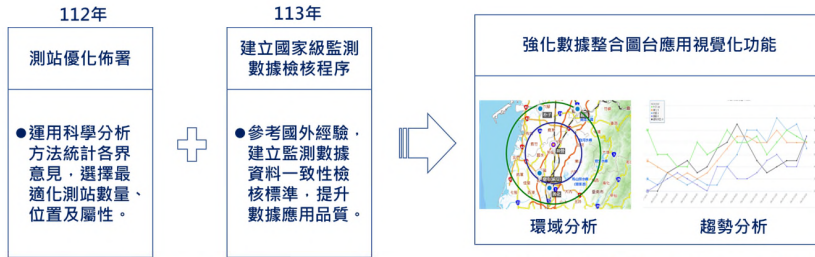 112年
測站優化佈署
●運用科學分析
方法統計各界
意見，選擇最
適化測站數量、
位置及屬性。
113年
建立國家級監測
數據檢核程序
●參考國外經驗，
建立監測數據
資料一致性檢
核標準，提升
數據應用品質。
強化數據整合圖台應用視覺化功能
環域分析
趨勢分析